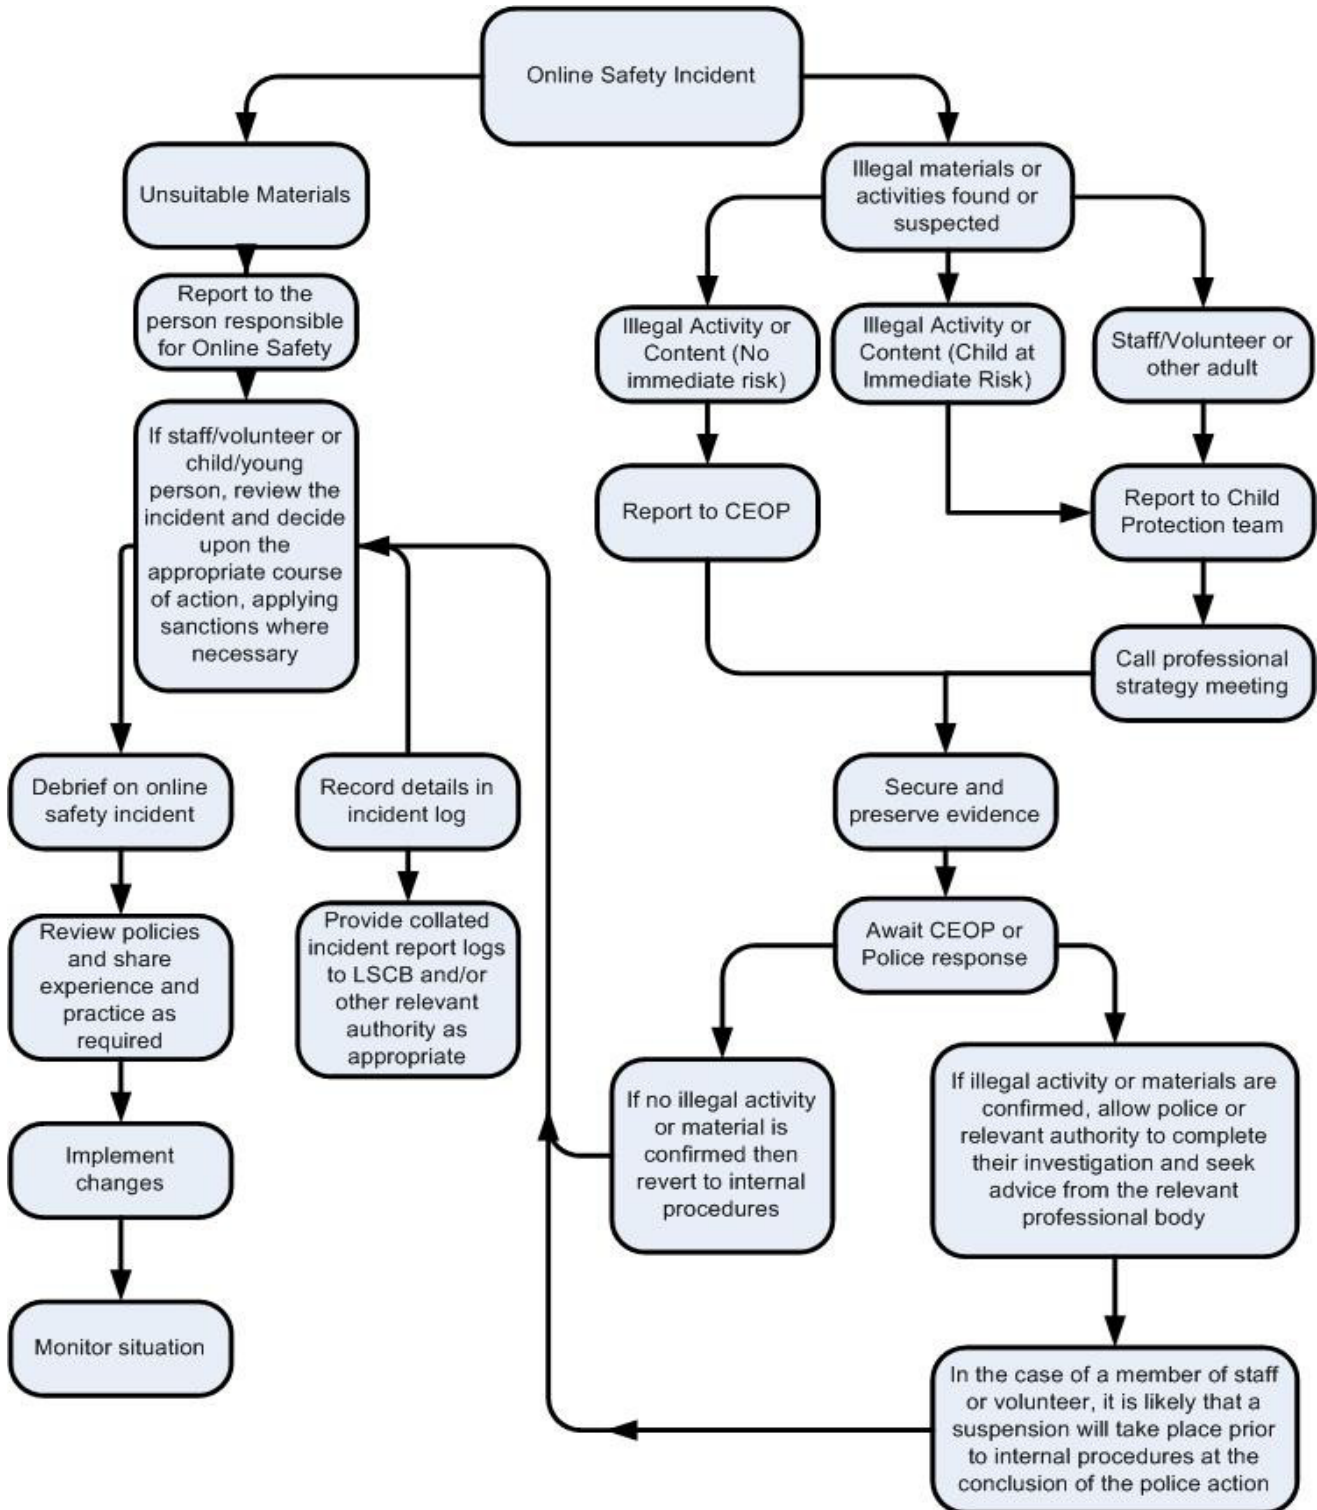 Online Safety Incident
Unsuitable Materials
Report to the
person responsible
for Online Safety
If staff/volunteer or
child/young
person, review the
incident and decide
upon the
appropriate course
of action, applying
sanctions where
necessary
Debrief on online
safety incident
Review policies
and share
experience and
practice as
required
Implement
changes
Monitor situation
Record details in
incident log
Provide collated
incident report logs
to LSCB and/or
other relevant
authority as
appropriate
Illegal materials or
activities found or
suspected
Illegal Activity or
Content (No
immediate risk)
Report to CEOP
Illegal Activity or
Content (Child at
Immediate Risk)
Staff/Volunteer or
other adult
Report to Child
Protection team
Call professional
strategy meeting
Secure and
preserve evidence
Await CEOP or
Police response
If no illegal activity
or material is
confirmed then
revert to internal
procedures
If illegal activity or materials are
confirmed, allow police or
relevant authority to complete
their investigation and seek
advice from the relevant
professional body
In the case of a member of staff
or volunteer, it is likely that a
suspension will take place prior
to internal procedures at the
conclusion of the police action